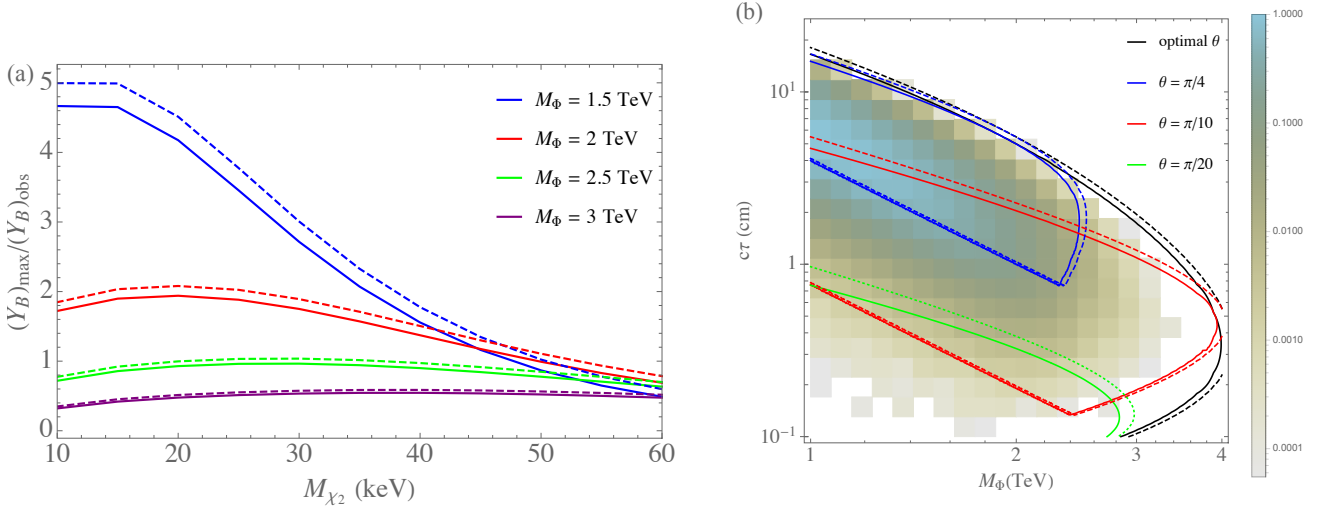 (a)
(Y_B)_max/(Y_B)_obs
5
4
3
2
1
0
10 20 30 40 50 60
M_χ₂ (keV)
M_Φ = 1.5 TeV
M_Φ = 2 TeV
M_Φ = 2.5 TeV
M_Φ = 3 TeV
(b)
cτ (cm)
10¹
1
10⁻¹
1 2 3 4
M_Φ(TeV)
optimal θ
θ = π/4
θ = π/10
θ = π/20
1.0000
0.1000
0.0100
0.0010
0.0001